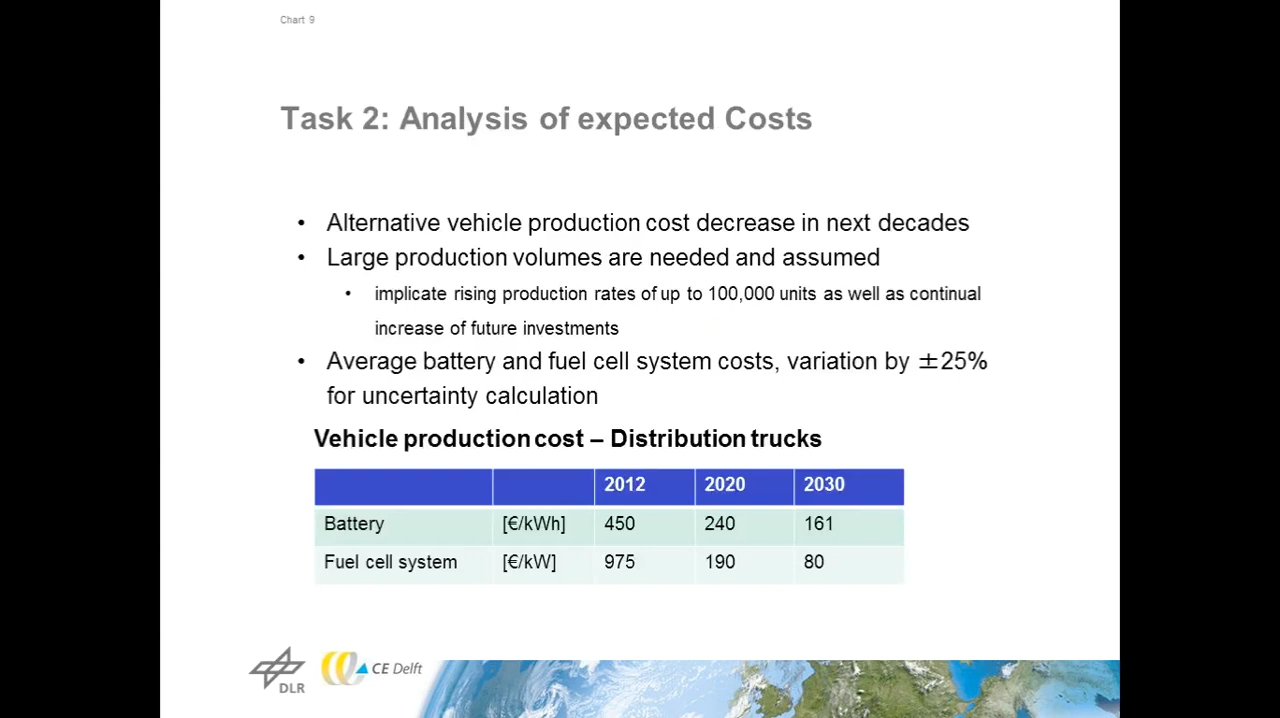 Chart 9
Task 2: Analysis of expected Costs
• Alternative vehicle production cost decrease in next decades
• Large production volumes are needed and assumed
• implicate rising production rates of up to 100,000 units as well as continual
increase of future investments
• Average battery and fuel cell system costs, variation by ±25%
for uncertainty calculation
Vehicle production cost – Distribution trucks
2012 2020 2030
Battery [€/kWh] 450 240 161
Fuel cell system [€/kW] 975 190 80
DLR
CE Delft